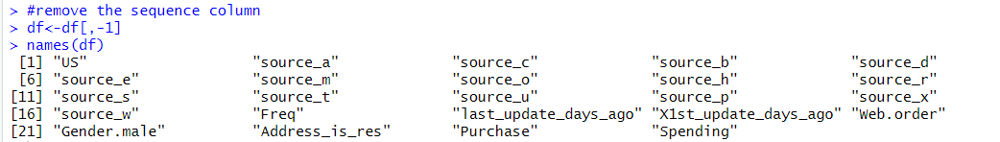 > #remove the sequence column
> df<-df[,-1]
> names(df)
 [1] "US"                   "source_a"             "source_c"             "source_b"             "source_d"
 [6] "source_e"             "source_m"             "source_o"             "source_h"             "source_r"
[11] "source_s"             "source_t"             "source_u"             "source_p"             "source_x"
[16] "source_w"             "Freq"                 "last_update_days_ago" "X1st_update_days_ago" "Web.order"
[21] "Gender.male"          "Address_is_res"       "Purchase"             "Spending"